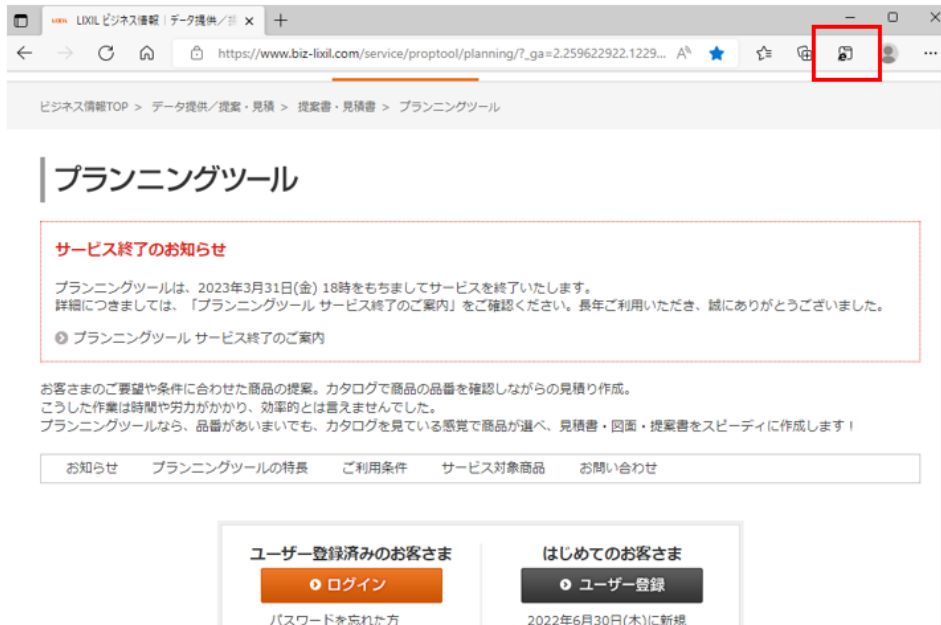 LIXIL ビジネス情報 | データ提供／
https://www.biz-lixil.com/service/proptool/planning/?_ga=2.259622922.1229...
ビジネス情報TOP > データ提供／提案・見積 > 提案書・見積書 > プランニングツール
プランニングツール
サービス終了のお知らせ
プランニングツールは、2023年3月31日(金) 18時をもちましてサービスを終了いたします。
詳細につきましては、「プランニングツール サービス終了のご案内」をご確認ください。長年ご利用いただき、誠にありがとうございました。
プランニングツール サービス終了のご案内
お客さまのご要望や条件に合わせた商品の提案。カタログで商品の品番を確認しながらの見積り作成。
こうした作業は時間や労力がかかり、効率的とは言えませんでした。
プランニングツールなら、品番があいまいでも、カタログを見ている感覚で商品が選べ、見積書・図面・提案書をスピーディに作成します！
お知らせ プランニングツールの特長 ご利用条件 サービス対象商品 お問い合わせ
ユーザー登録済みのお客さま
ログイン
パスワードを忘れた方
はじめてのお客さま
ユーザー登録
2022年6月30日(木)に新規